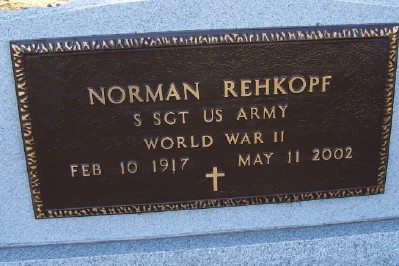 NORMAN REHKOPF
S SGT US ARMY
WORLD WAR II
FEB 10 1917 MAY 11 2002